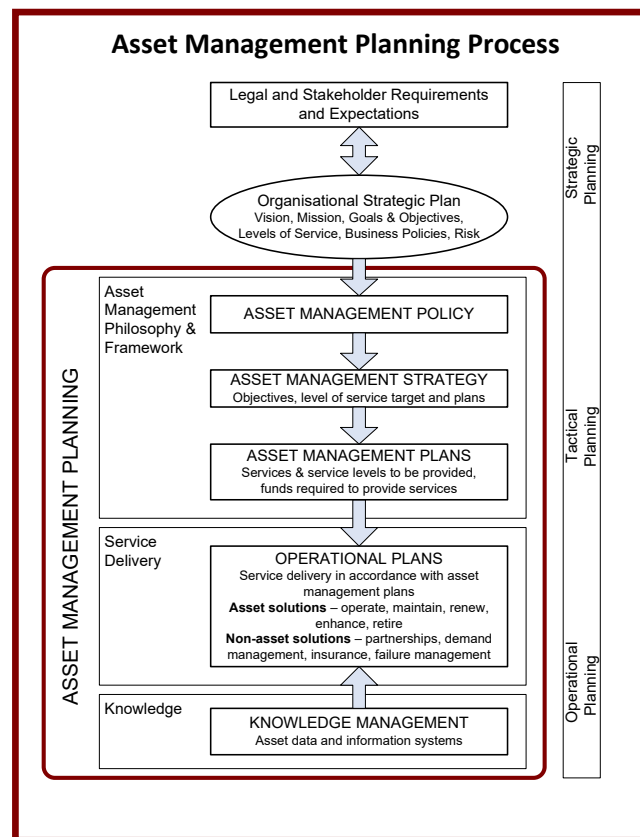 Asset Management Planning Process
Legal and Stakeholder Requirements
and Expectations
Organisational Strategic Plan
Vision, Mission, Goals & Objectives,
Levels of Service, Business Policies, Risk
Strategic
Planning
ASSET MANAGEMENT PLANNING
Asset
Management
Philosophy &
Framework
ASSET MANAGEMENT POLICY
ASSET MANAGEMENT STRATEGY
Objectives, level of service target and plans
ASSET MANAGEMENT PLANS
Services & service levels to be provided,
funds required to provide services
Tactical
Planning
Service
Delivery
OPERATIONAL PLANS
Service delivery in accordance with asset
management plans
Asset solutions – operate, maintain, renew,
enhance, retire
Non-asset solutions – partnerships, demand
management, insurance, failure management
Operational
Planning
Knowledge
KNOWLEDGE MANAGEMENT
Asset data and information systems